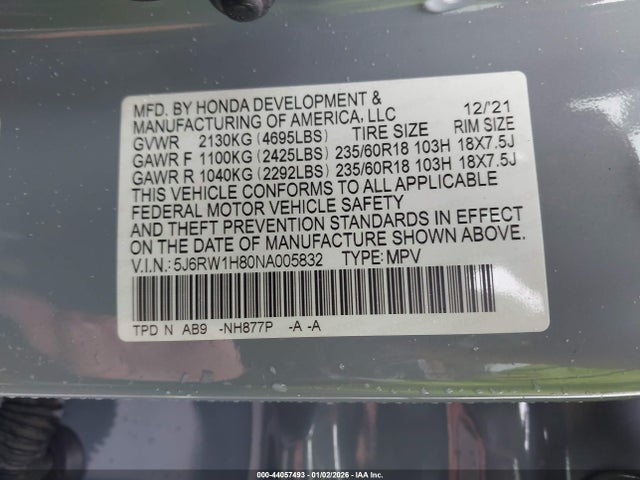 MFD. BY HONDA DEVELOPMENT &
MANUFACTURING OF AMERICA, LLC 12/'21
GVWR 2130KG (4695LBS) TIRE SIZE RIM SIZE
GAWR F 1100KG (2425LBS) 235/60R18 103H 18X7.5J
GAWR R 1040KG (2292LBS) 235/60R18 103H 18X7.5J
THIS VEHICLE CONFORMS TO ALL APPLICABLE
FEDERAL MOTOR VEHICLE SAFETY
AND THEFT PREVENTION STANDARDS IN EFFECT
ON THE DATE OF MANUFACTURE SHOWN ABOVE.
V.I.N.: 5J6RW1H80NA005832 TYPE: MPV
TPD N AB9 -NH877P -A -A
000-44057493 - 01/02/2026 - IAA Inc.